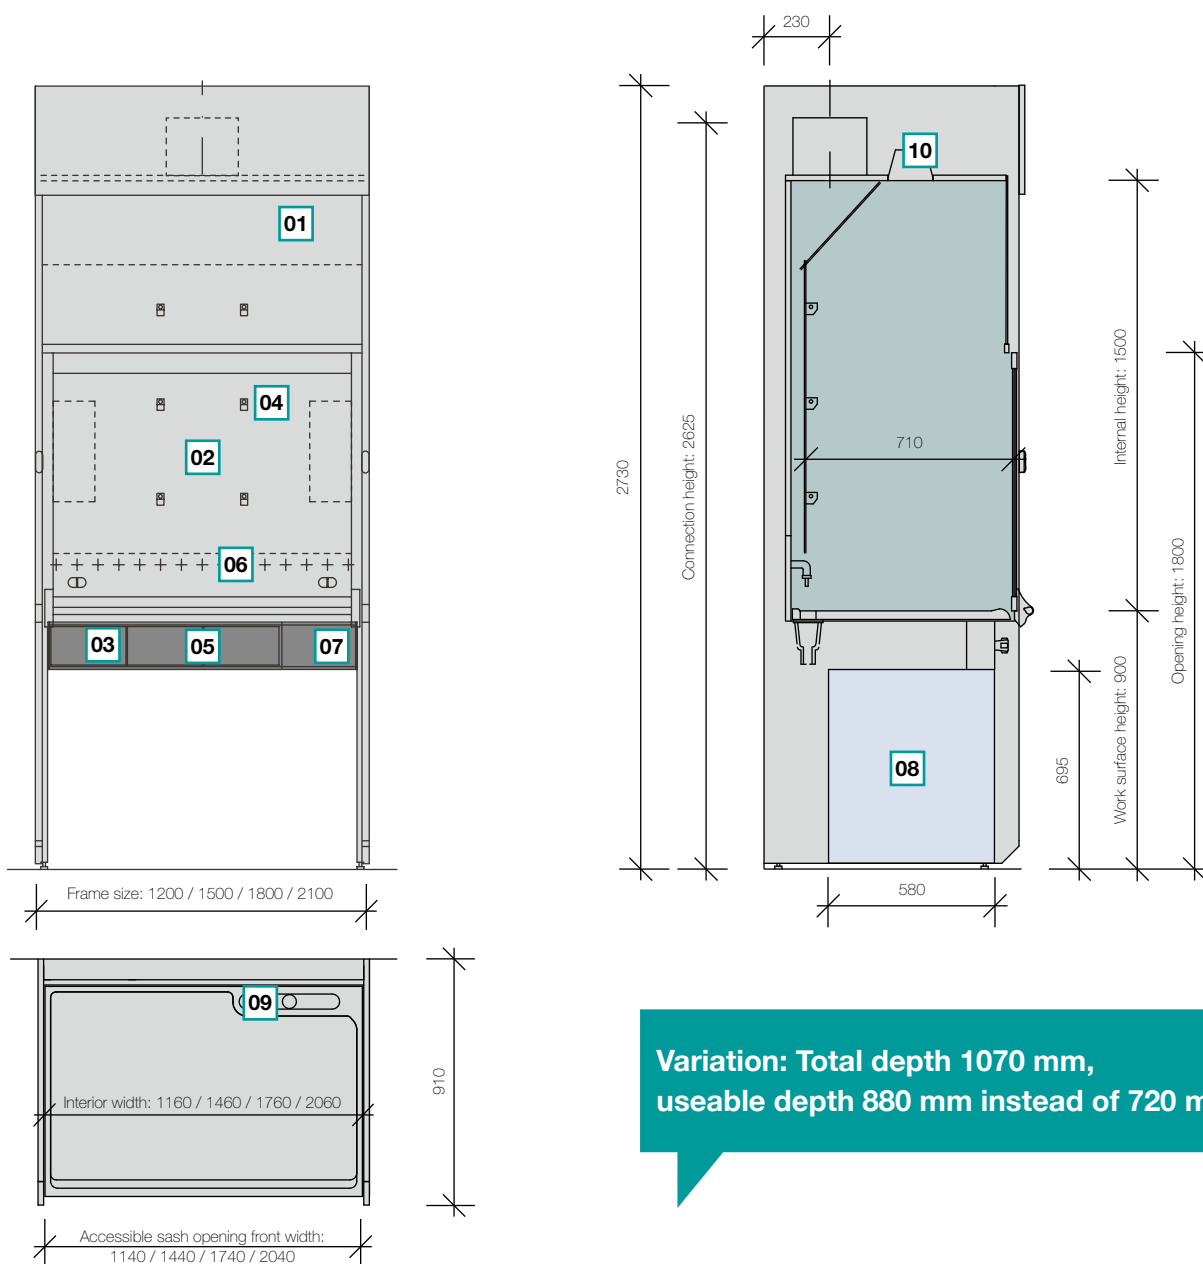 230
10
01
04
02
06
03
05
07
2730
Connection height: 2625
710
Internal height: 1500
Opening height: 1800
Work surface height: 900
695
08
580
Frame size: 1200 / 1500 / 1800 / 2100
09
Interior width: 1160 / 1460 / 1760 / 2060
910
Accessible sash opening front width:
1140 / 1440 / 1740 / 2040
Variation: Total depth 1070 mm,
useable depth 880 mm instead of 720 m